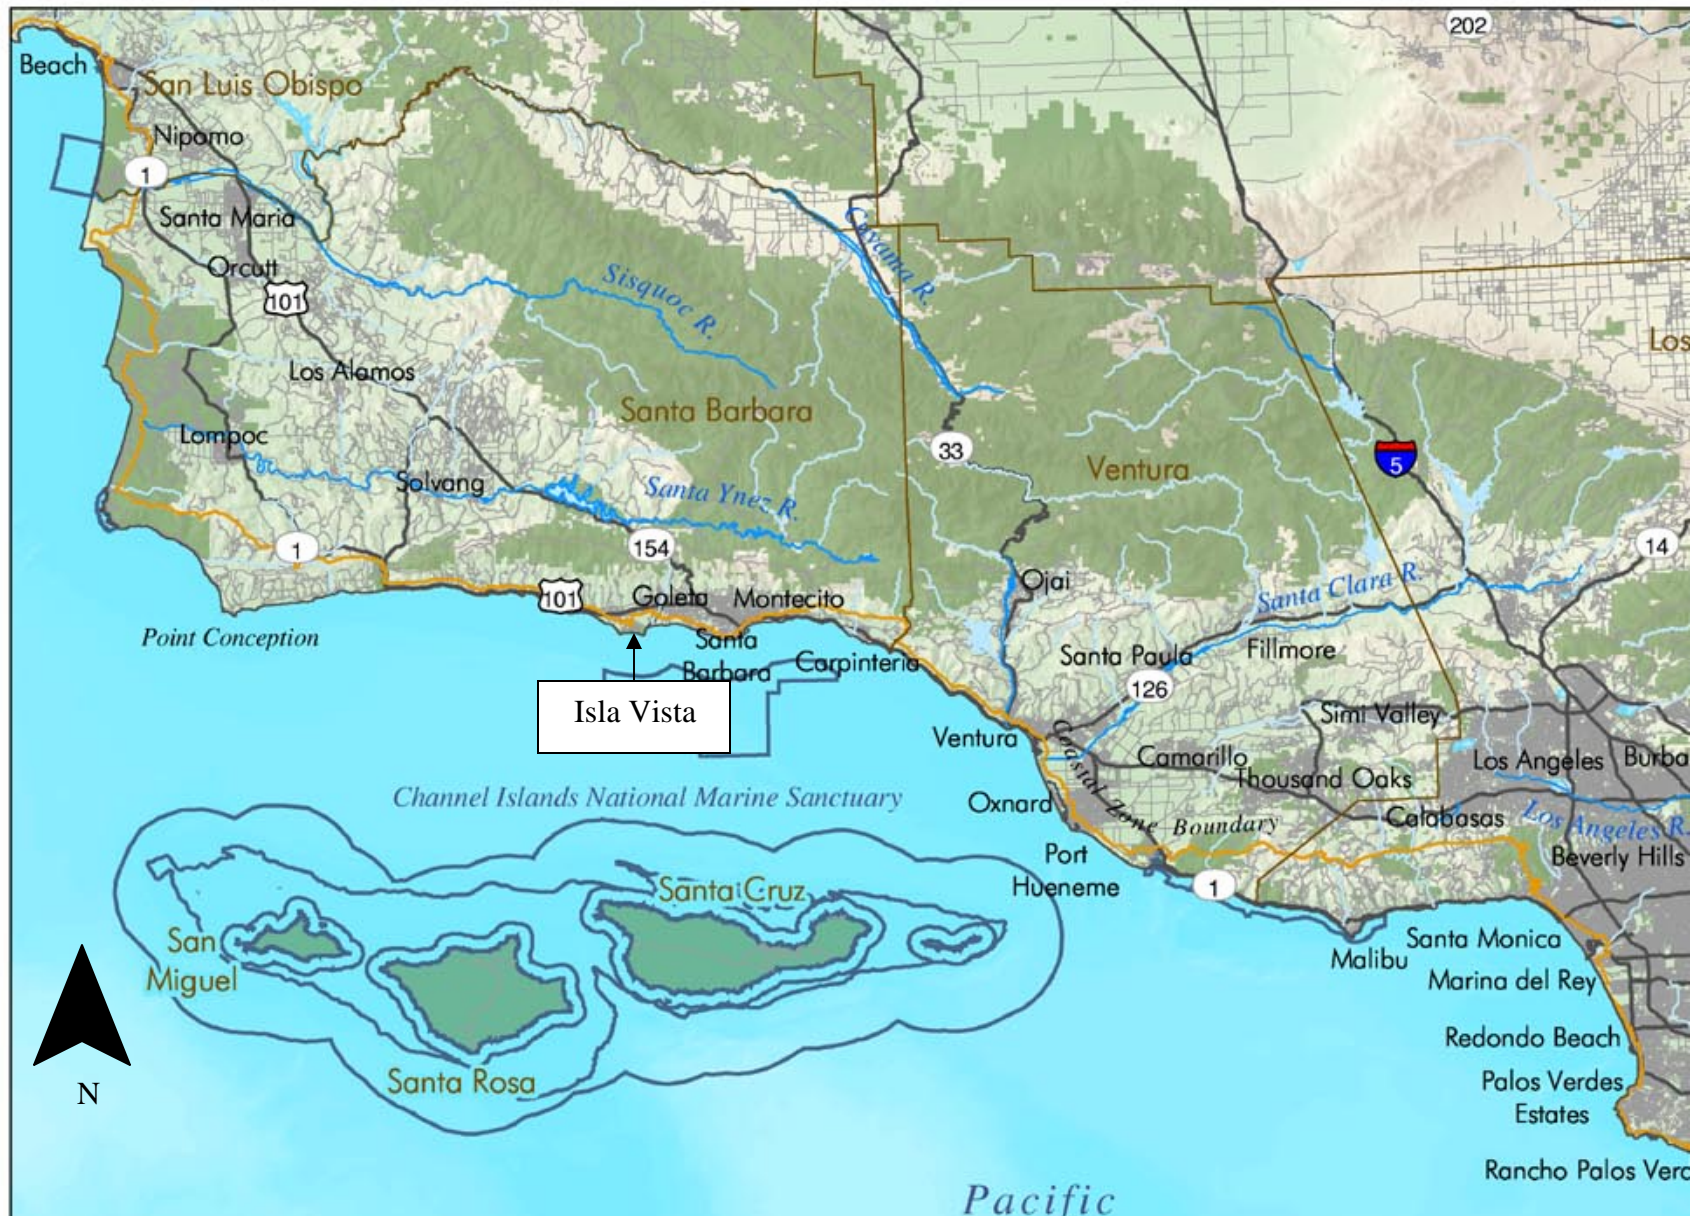 202
Beach
San Luis Obispo
Nipomo
1
Santa Maria
Cuyama R.
Orcutt
101
Sisquoc R.
Los
Los Alamos
Santa Barbara
Lompoc
33
Ventura
5
Solvang
Santa Ynez R.
1
154
14
Ojai
Santa Clara R.
101
Goleta
Montecito
Point Conception
Santa
Barbara
Carpinteria
Santa Paula
Fillmore
126
Isla Vista
Simi Valley
Ventura
Coastal Zone Boundary
Camarillo
Thousand Oaks
Los Angeles
Burba
Channel Islands National Marine Sanctuary
Oxnard
Calabasas
Los Angeles R.
Port
Hueneme
Beverly Hills
1
Santa Cruz
San
Miguel
Santa Monica
Malibu
Marina del Rey
Redondo Beach
Santa Rosa
N
Palos Verdes
Estates
Rancho Palos Verd
Pacific